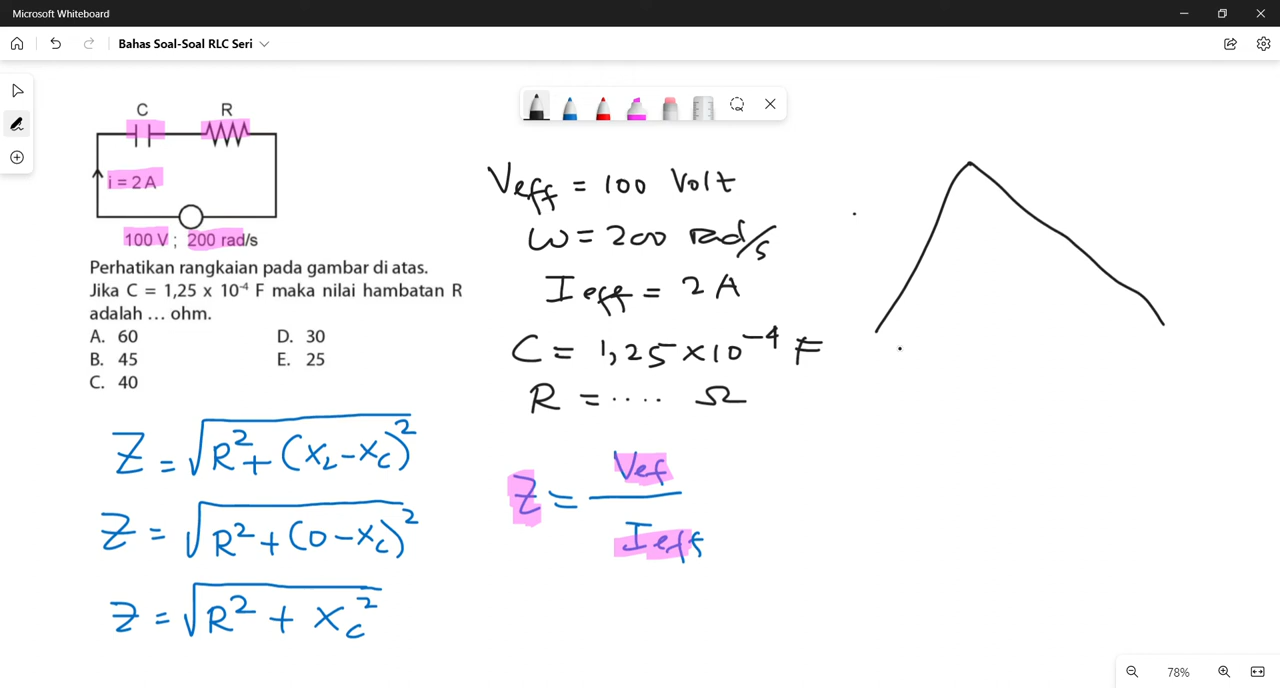 Microsoft Whiteboard
Bahas Soal-Soal RLC Seri
C R
i = 2 A
100 V ; 200 rad/s
Perhatikan rangkaian pada gambar di atas.
Jika C = 1,25 x 10⁻⁴ F maka nilai hambatan R
adalah ... ohm.
A. 60 D. 30
B. 45 E. 25
C. 40
Z = √R² + (XL - XC)²
Z = √R² + (0 - XC)²
Z = √R² + XC²
Veff = 100 Volt
ω = 200 rad/s
Ieff = 2 A
C = 1,25 × 10⁻⁴ F
R = .... Ω
Z = Vef / Ieff
78%